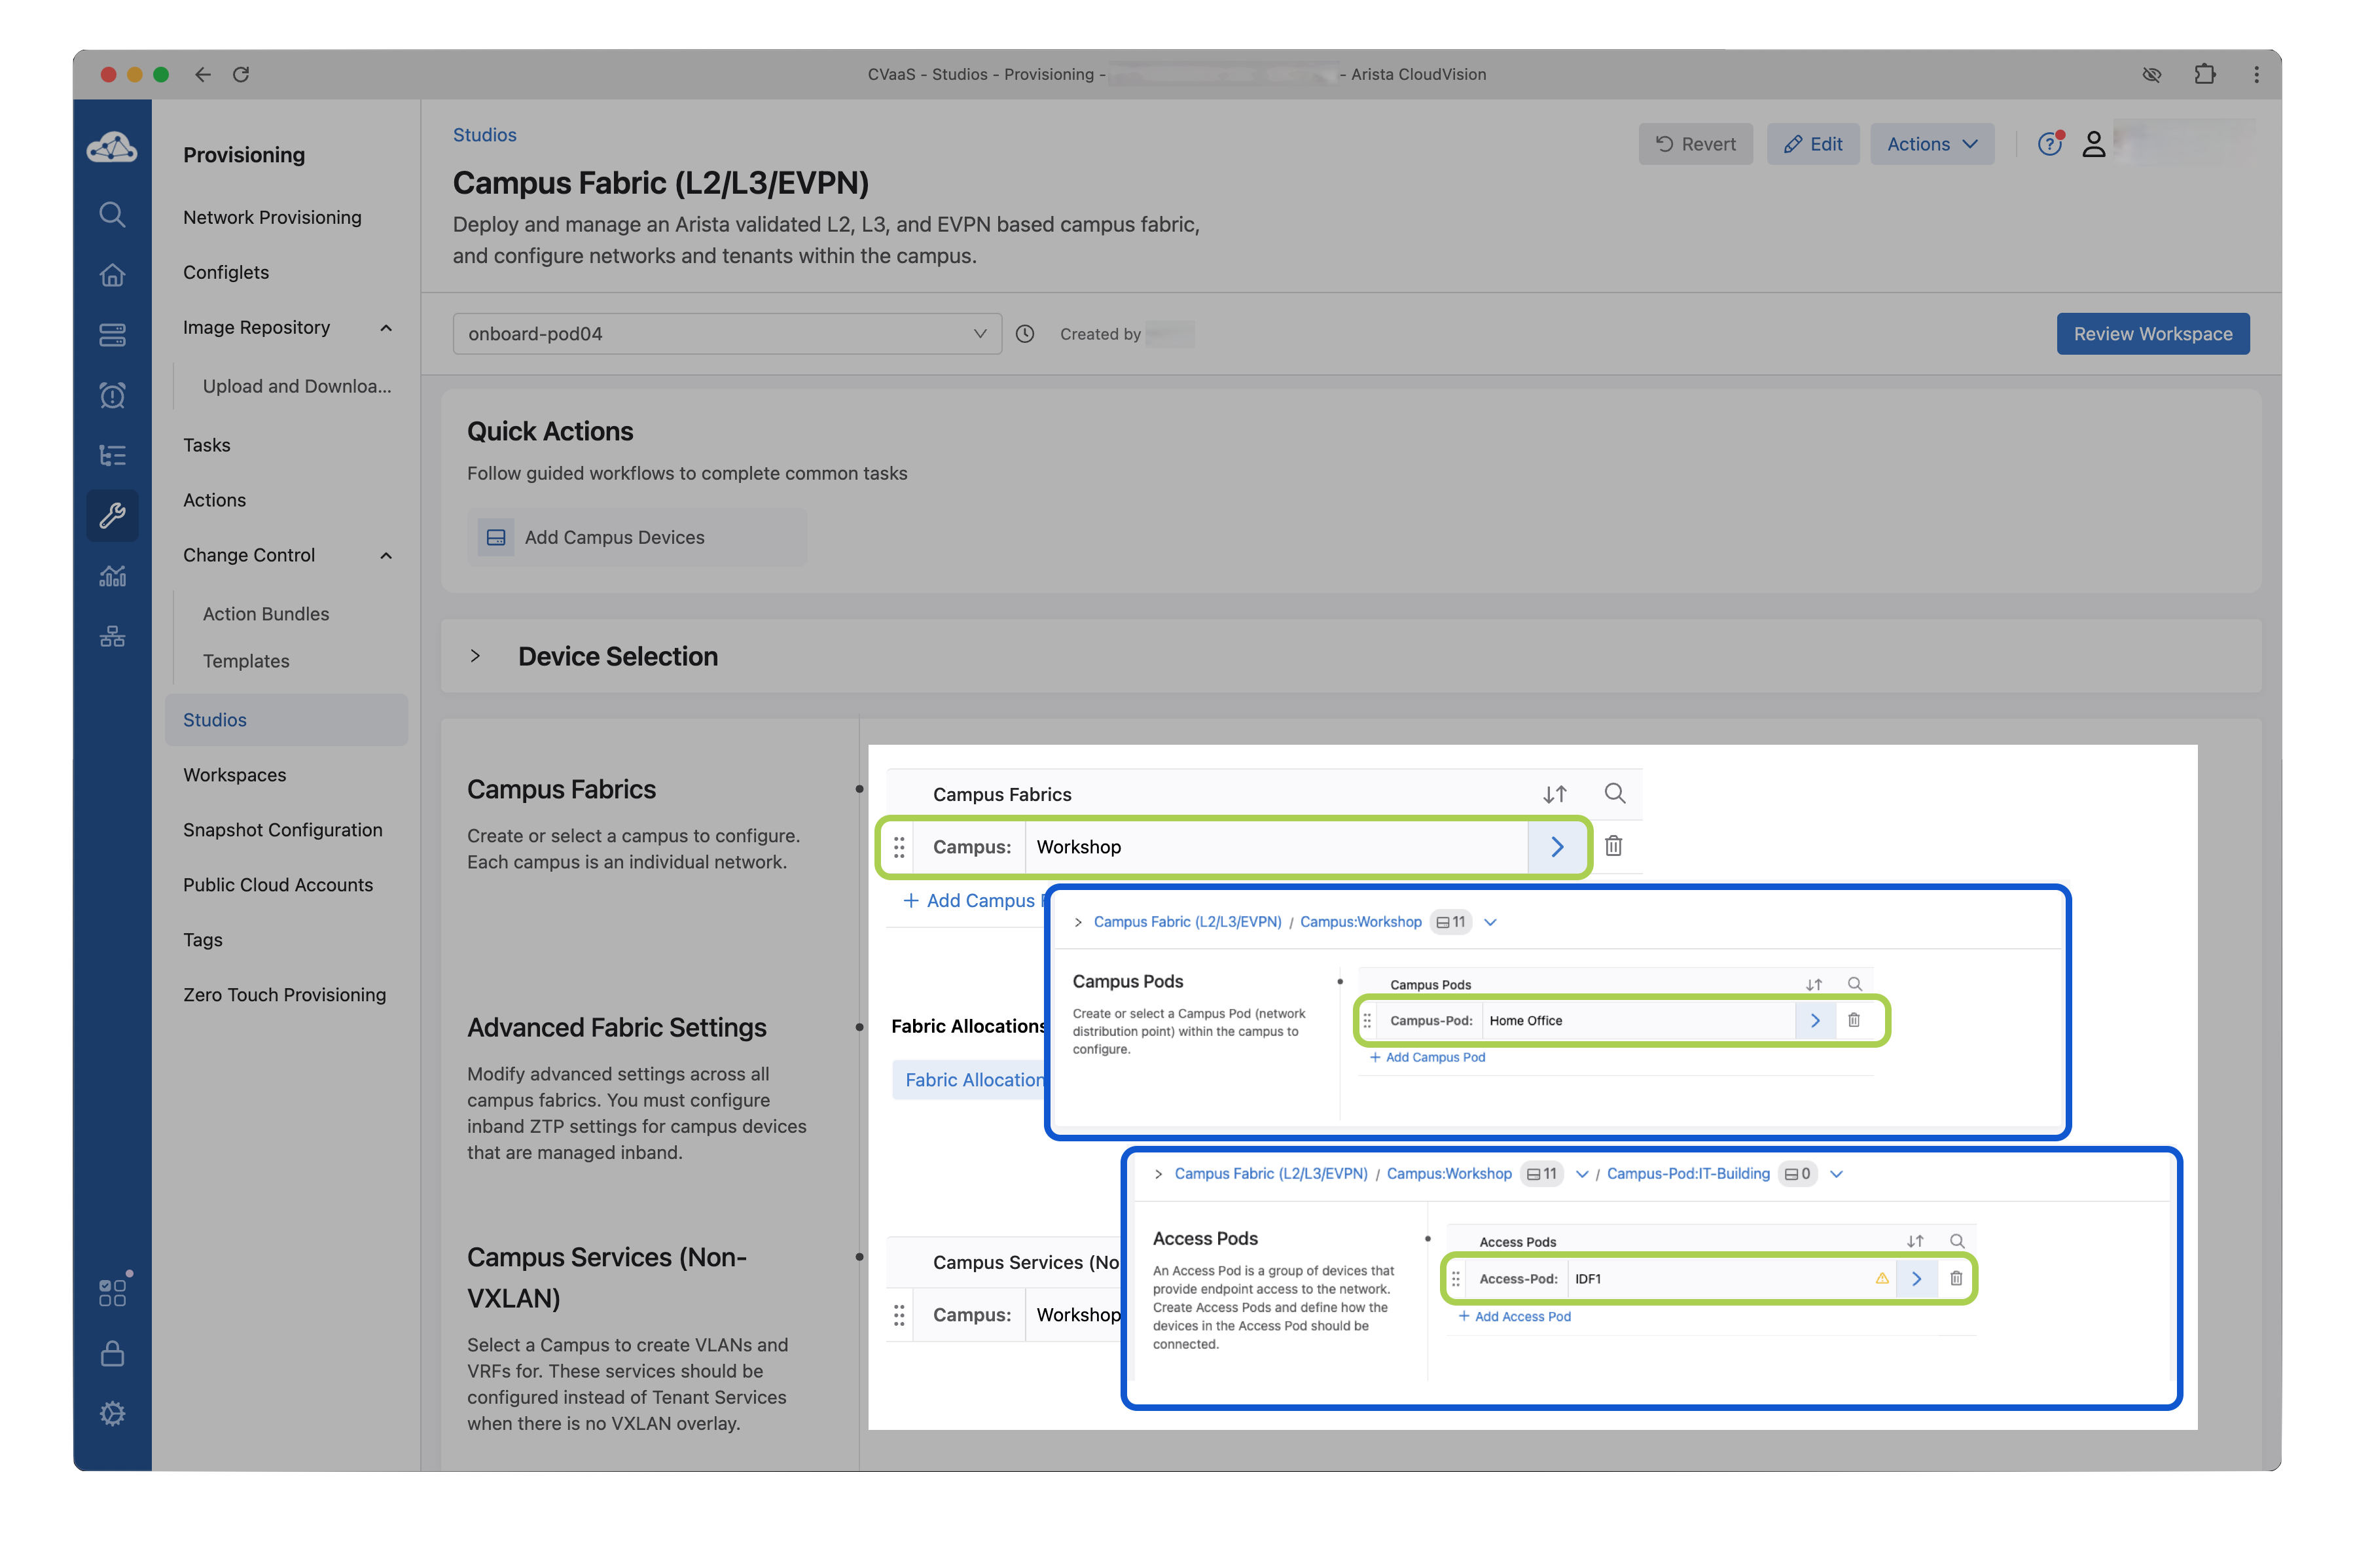 CVaaS - Studios - Provisioning - - Arista CloudVision
Provisioning
Network Provisioning
Configlets
Image Repository
Upload and Downloa...
Tasks
Actions
Change Control
Action Bundles
Templates
Studios
Workspaces
Snapshot Configuration
Public Cloud Accounts
Tags
Zero Touch Provisioning
Studios
Revert
Edit
Actions
Campus Fabric (L2/L3/EVPN)
Deploy and manage an Arista validated L2, L3, and EVPN based campus fabric,
and configure networks and tenants within the campus.
onboard-pod04
Created by
Review Workspace
Quick Actions
Follow guided workflows to complete common tasks
Add Campus Devices
Device Selection
Campus Fabrics
Create or select a campus to configure.
Each campus is an individual network.
Campus Fabrics
Campus: Workshop
+ Add Campus F
Campus Fabric (L2/L3/EVPN) / Campus:Workshop 11
Campus Pods
Create or select a Campus Pod (network
distribution point) within the campus to
configure.
Campus Pods
Campus-Pod: Home Office
+ Add Campus Pod
Advanced Fabric Settings
Modify advanced settings across all
campus fabrics. You must configure
inband ZTP settings for campus devices
that are managed inband.
Fabric Allocations
Fabric Allocation
Campus Fabric (L2/L3/EVPN) / Campus:Workshop 11 / Campus-Pod:IT-Building 0
Access Pods
An Access Pod is a group of devices that
provide endpoint access to the network.
Create Access Pods and define how the
devices in the Access Pod should be
connected.
Access Pods
Access-Pod: IDF1
+ Add Access Pod
Campus Services (Non-
VXLAN)
Select a Campus to create VLANs and
VRFs for. These services should be
configured instead of Tenant Services
when there is no VXLAN overlay.
Campus Services (No
Campus: Workshop